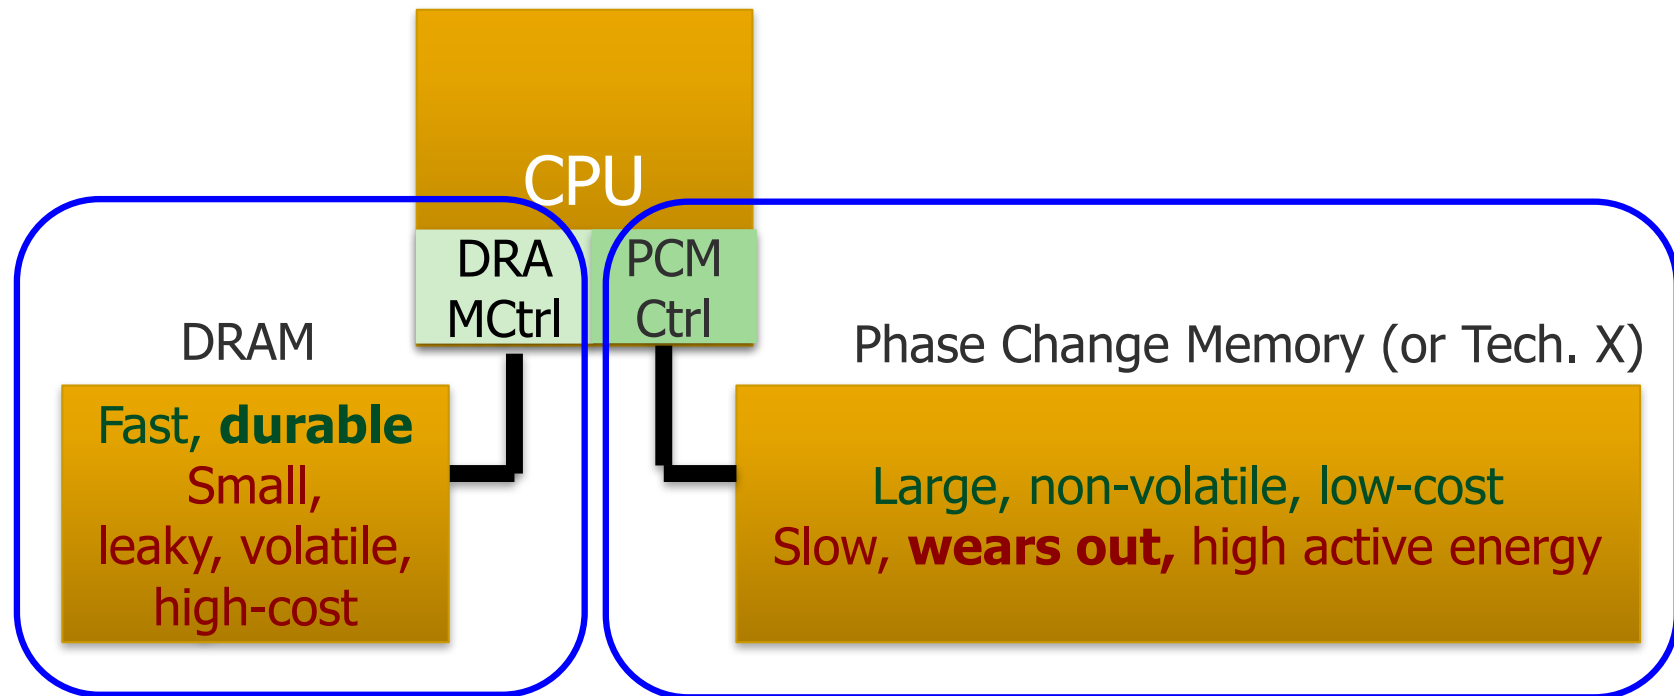 CPU
DRA
MCtrl
PCM
Ctrl
DRAM
Fast, durable
Small,
leaky, volatile,
high-cost
Phase Change Memory (or Tech. X)
Large, non-volatile, low-cost
Slow, wears out, high active energy